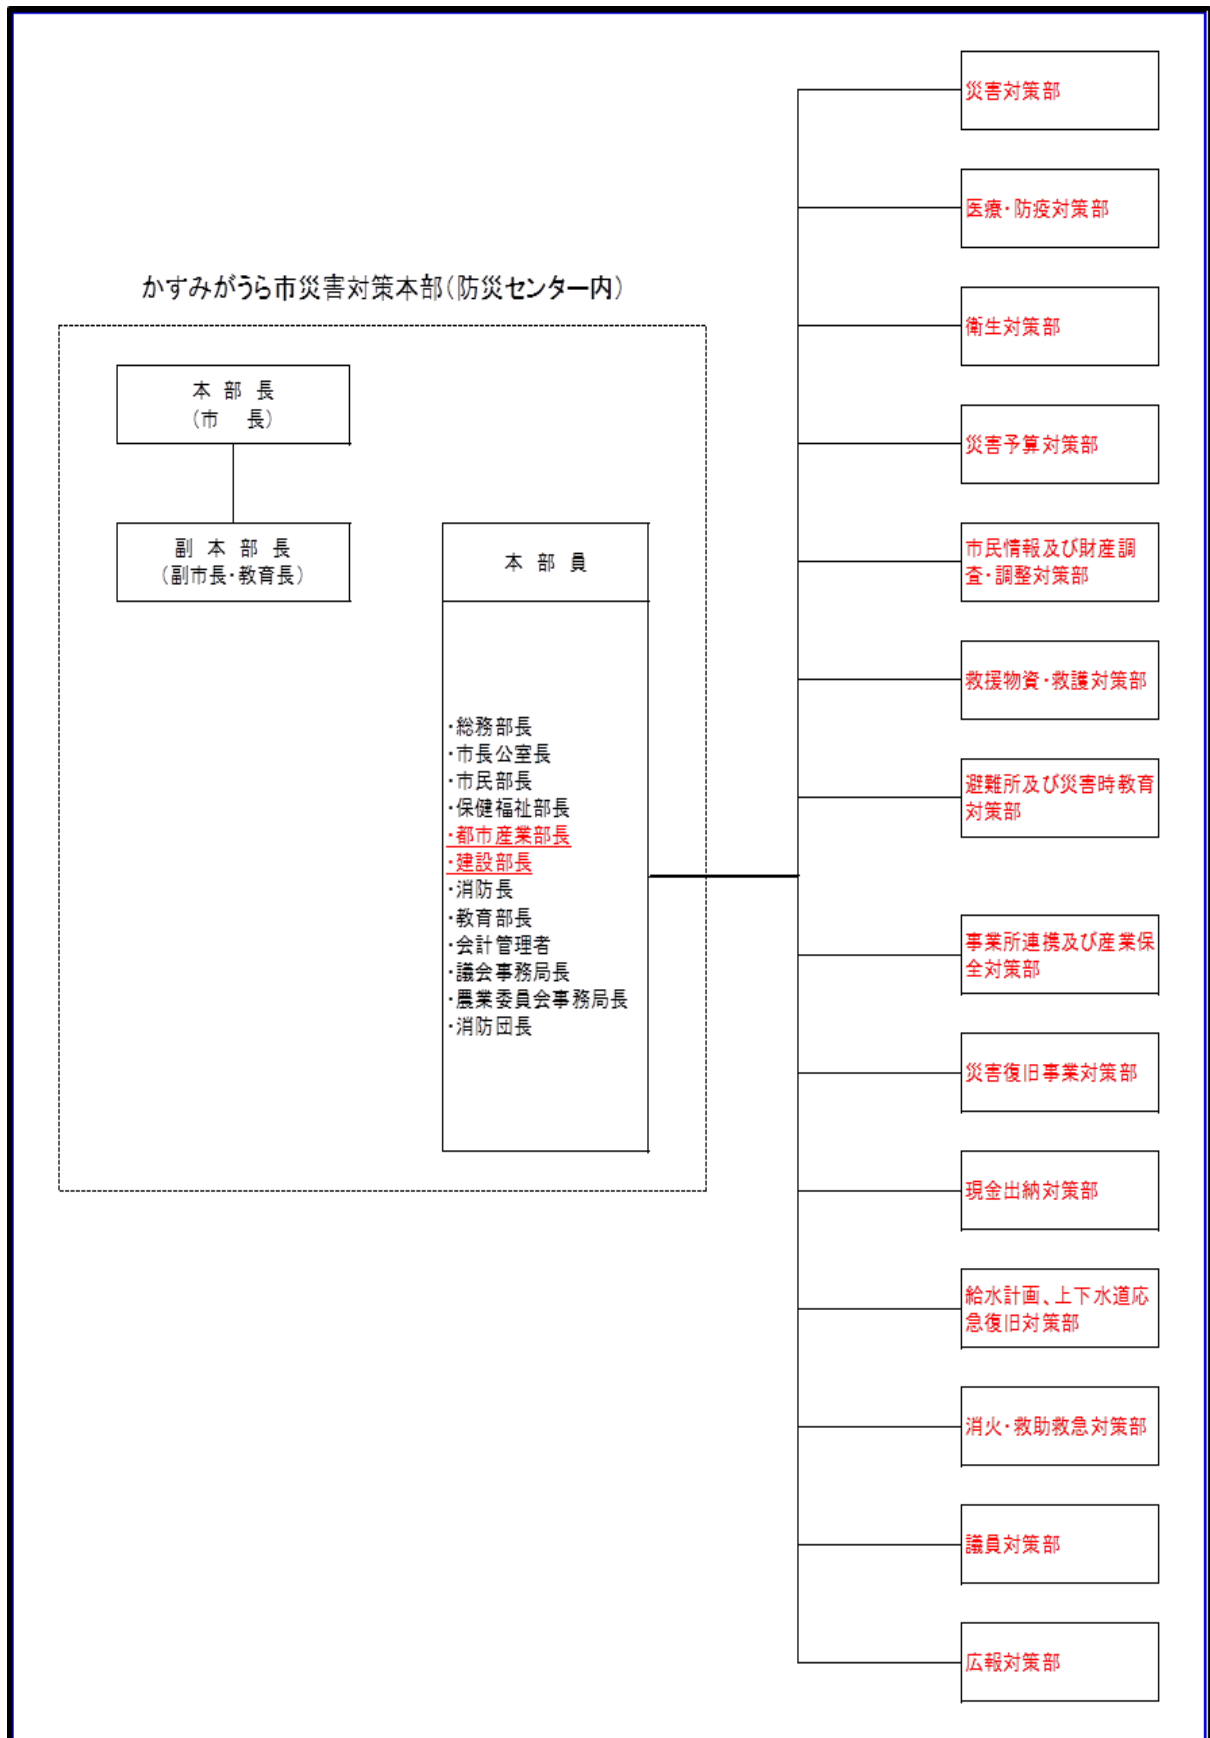 かすみがうら市災害対策本部(防災センター内)
本 部 長
(市　長)
副 本 部 長
(副市長・教育長)
本 部 員
・総務部長
・市長公室長
・市民部長
・保健福祉部長
・都市産業部長
・建設部長
・消防長
・教育部長
・会計管理者
・議会事務局長
・農業委員会事務局長
・消防団長
災害対策部
医療・防疫対策部
衛生対策部
災害予算対策部
市民情報及び財産調
査・調整対策部
救援物資・救護対策部
避難所及び災害時教育
対策部
事業所連携及び産業保
全対策部
災害復旧事業対策部
現金出納対策部
給水計画、上下水道応
急復旧対策部
消火・救助救急対策部
議員対策部
広報対策部